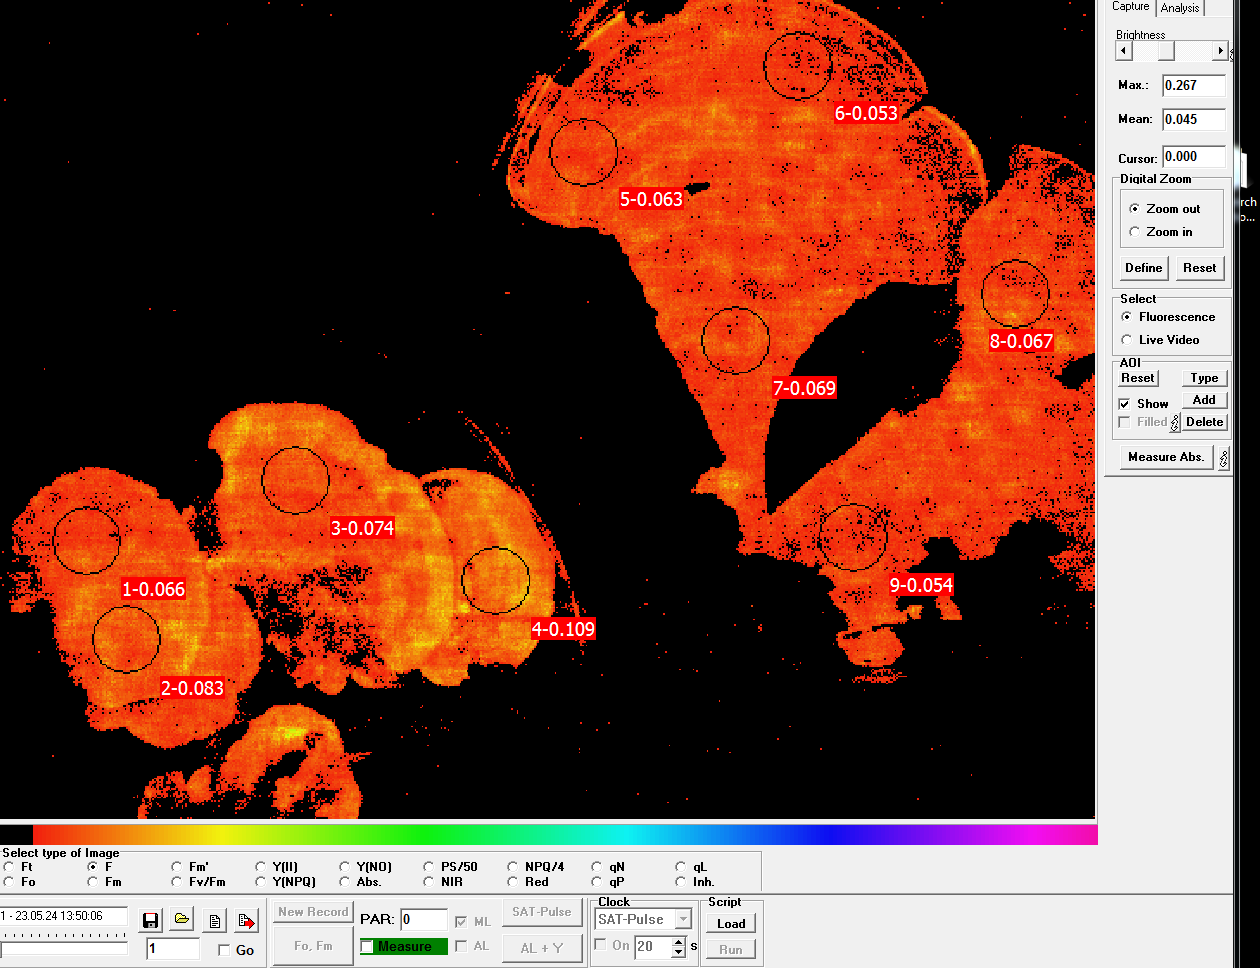 Capture Analysis
Brightness
Max.: 0.267
Mean: 0.045
Cursor: 0.000
Digital Zoom
Zoom out
Zoom in
Define Reset
Select
Fluorescence
Live Video
AOI
Reset Type
Show Add
Filled Delete
Measure Abs.
rch
o...
6-0.053
5-0.063
8-0.067
7-0.069
3-0.074
1-0.066
9-0.054
4-0.109
2-0.083
Select type of Image
Ft F Fm' Y(II) Y(NO) PS/50 NPQ/4 qN qL
Fo Fm Fv/Fm Y(NPQ) Abs. NIR Red qP Inh.
1 - 23.05.24 13:50:06
1 Go
New Record PAR: 0 ML SAT-Pulse
Fo, Fm Measure AL AL + Y
Clock
SAT-Pulse
On 20 s
Script
Load
Run